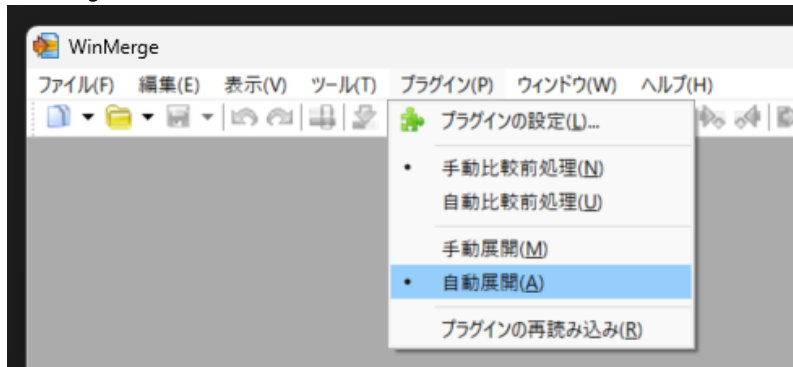 WinMerge
ファイル(F) 編集(E) 表示(V) ツール(T) プラグイン(P) ウィンドウ(W) ヘルプ(H)
プラグインの設定(L)...
手動比較前処理(N)
自動比較前処理(U)
手動展開(M)
自動展開(A)
プラグインの再読み込み(R)